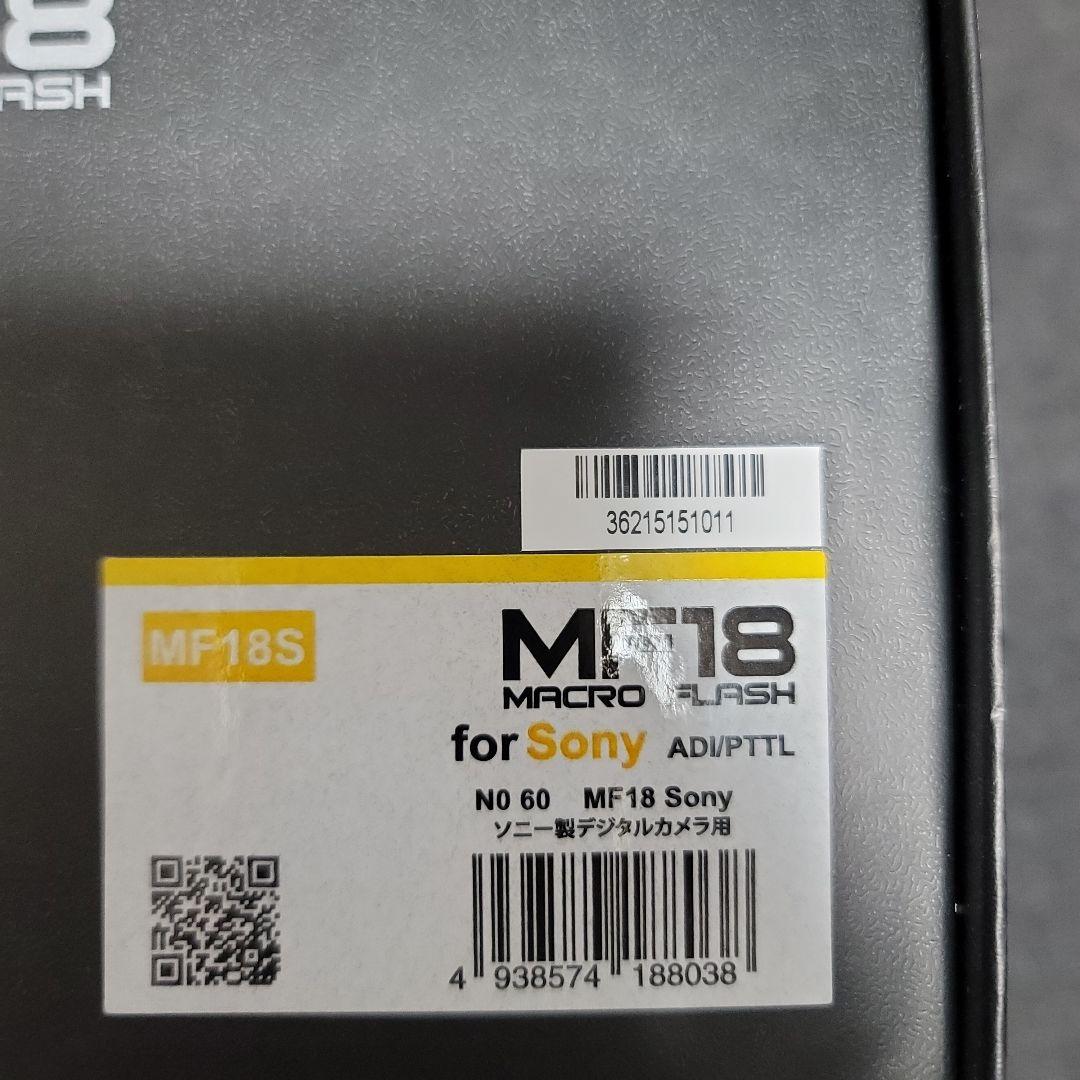 8
ASH
36215151011
MF18S
MF18
MACRO FLASH
for Sony ADI/PTTL
N0 60 MF18 Sony
ソニー製デジタルカメラ用
4 938574 188038